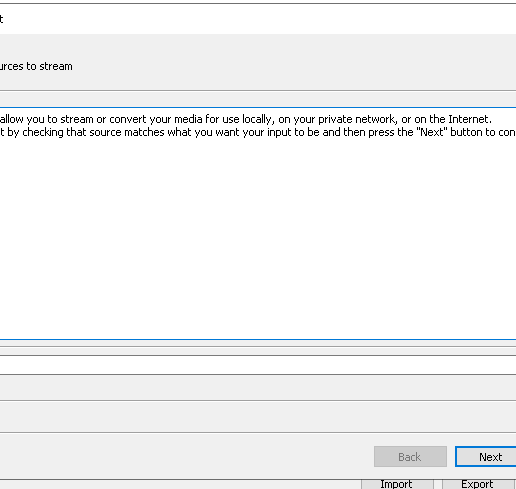 t
urces to stream
allow you to stream or convert your media for use locally, on your private network, or on the Internet.
t by checking that source matches what you want your input to be and then press the "Next" button to con
Back Next
Import Export